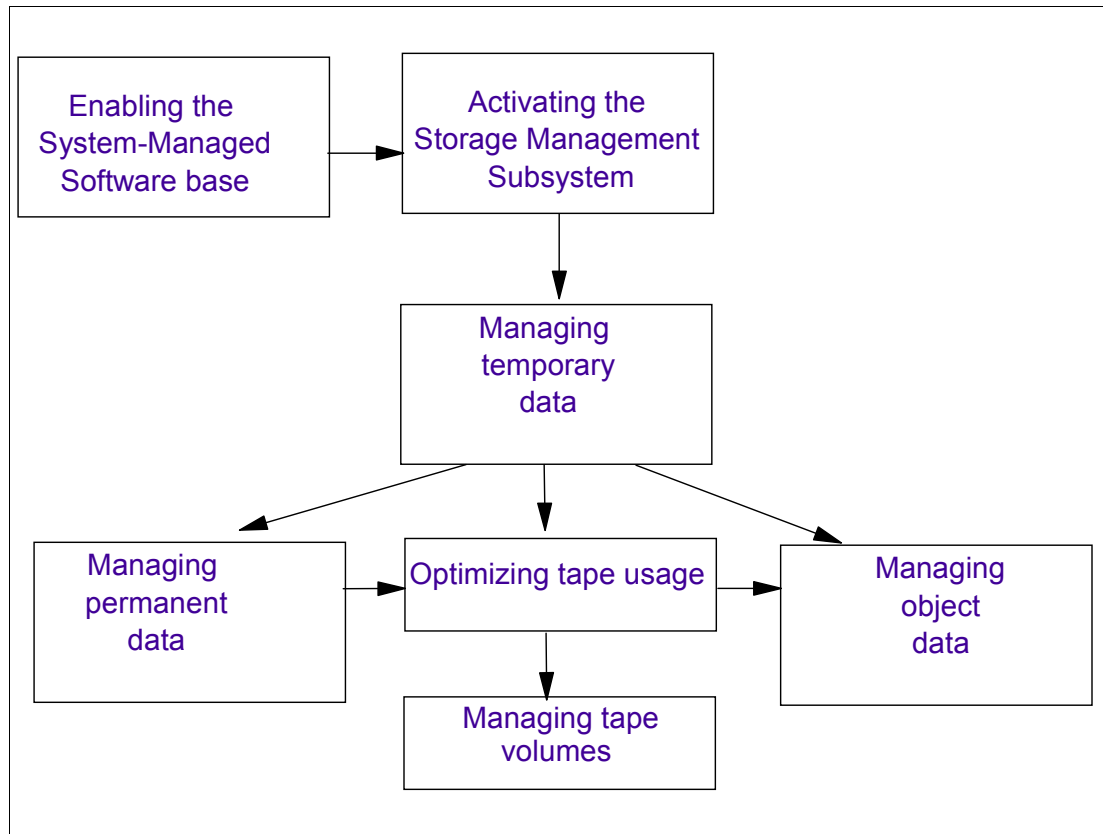 Enabling the
System-Managed
Software base
Activating the
Storage Management
Subsystem
Managing
temporary
data
Managing
permanent
data
Optimizing tape usage
Managing
object
data
Managing tape
volumes